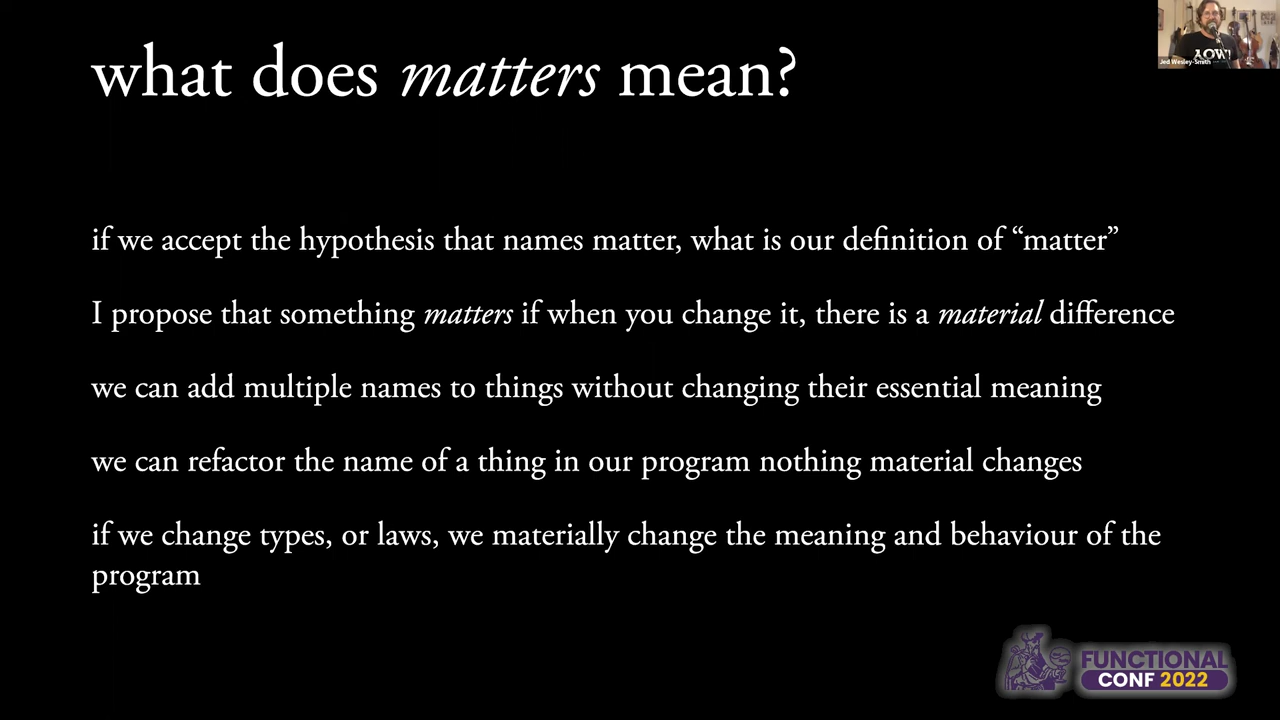 what does matters mean?
Jed Wesley-Smith
if we accept the hypothesis that names matter, what is our definition of “matter”
I propose that something matters if when you change it, there is a material difference
we can add multiple names to things without changing their essential meaning
we can refactor the name of a thing in our program nothing material changes
if we change types, or laws, we materially change the meaning and behaviour of the
program
FUNCTIONAL
CONF 2022